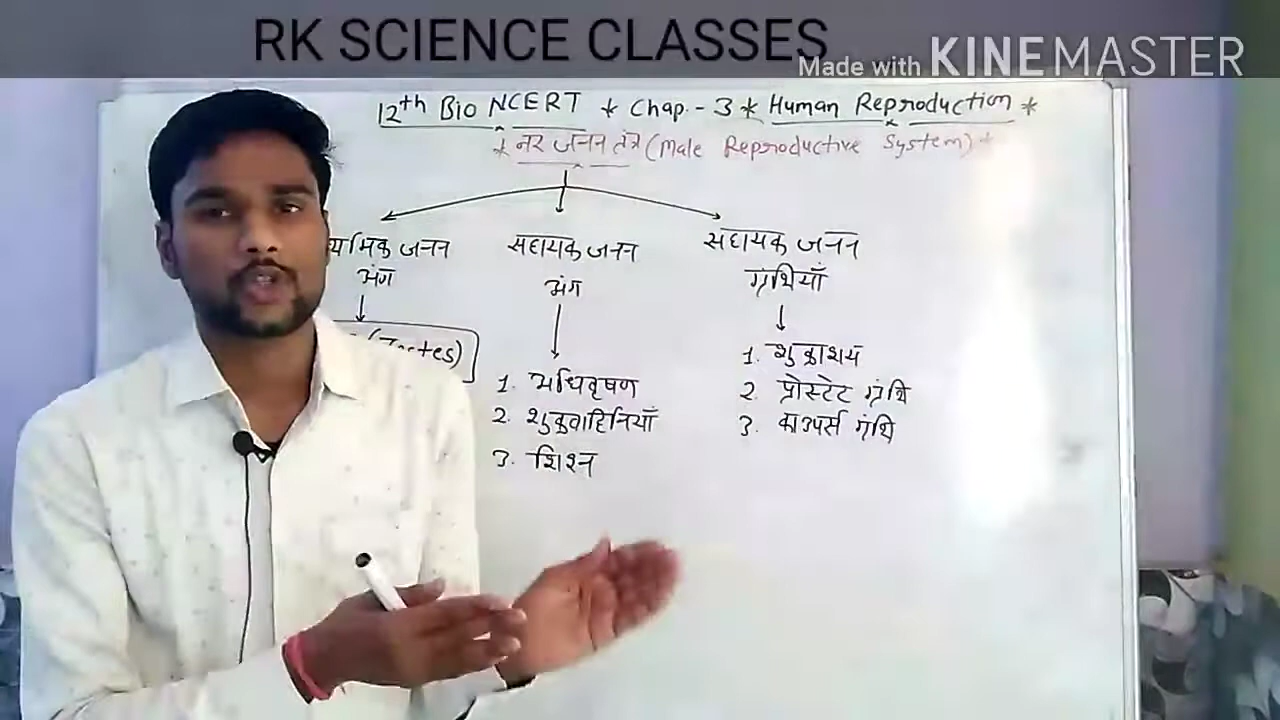 RK SCIENCE CLASSES
Made with KINEMASTER
12th Bio NCERT * Chap.- 3 * Human Reproduction *
* नर जनन तंत्र (Male Reproductive System) *
जनन
अंग
सहायक जनन
अंग
सहायक जनन
ग्रंथियाँ
1. अधिवृषण
2. शुक्रवाहिनियाँ
3. शिश्न
1. शुक्राशय
2. प्रोस्टेट ग्रंथि
3. काउपर्स ग्रंथि